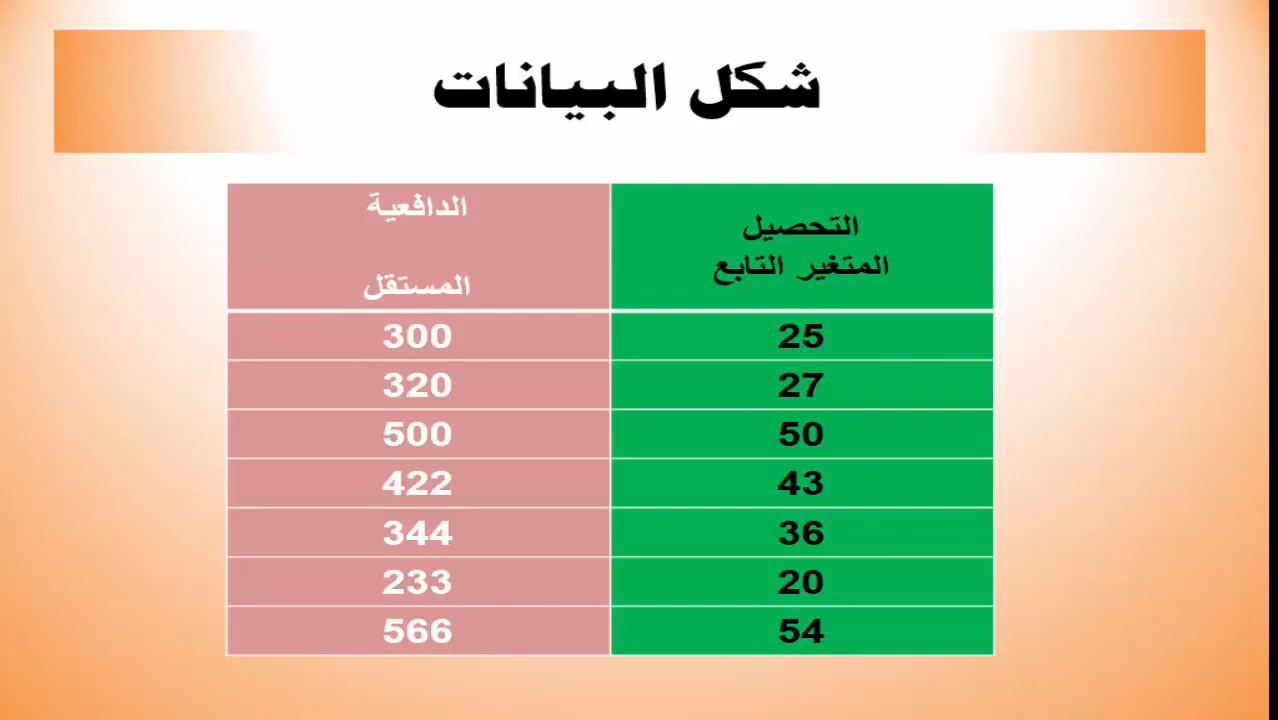 شكل البيانات
التحصيل الدافعية
المتغير التابع المستقل
25 300
27 320
50 500
43 422
36 344
20 233
54 566